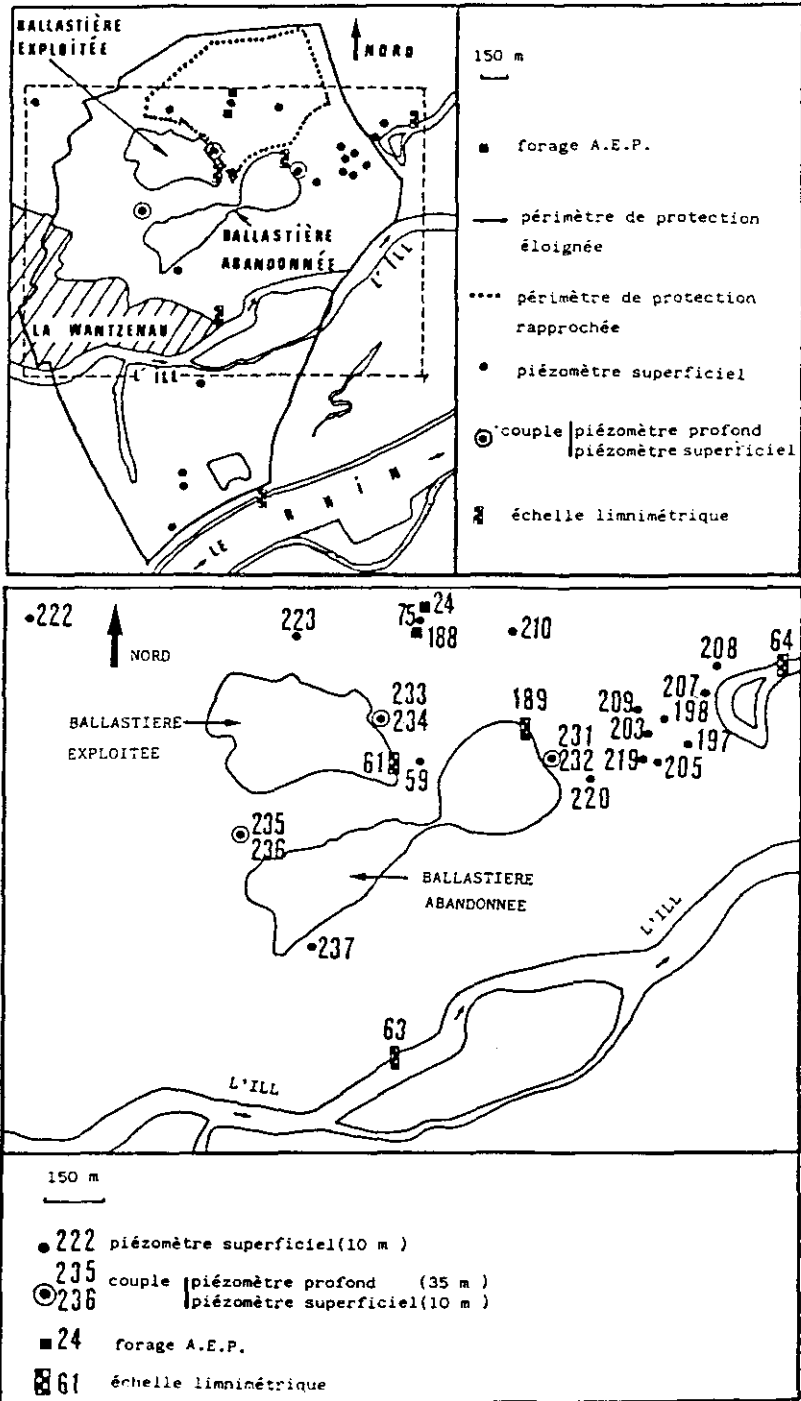 BALLASTIÈRE
EXPLOITÉE
NORD
BALLASTIÈRE
ABANDONNÉE
L'ILL
LA WANTZENAU
L'ILL
LE RHIN
150 m
forage A.E.P.
périmètre de protection
éloignée
périmètre de protection
rapprochée
piézomètre superficiel
couple piézomètre profond
piézomètre superficiel
échelle limnimétrique
222
NORD
223
24
75
188
210
208
64
207
209
198
203
197
219
205
189
231
232
220
233
234
61
59
BALLASTIERE
EXPLOITEE
235
236
BALLASTIERE
ABANDONNEE
237
L'ILL
63
L'ILL
150 m
222 piézomètre superficiel(10 m )
235 couple piézomètre profond (35 m )
236 piézomètre superficiel(10 m )
24 forage A.E.P.
61 échelle limnimétrique